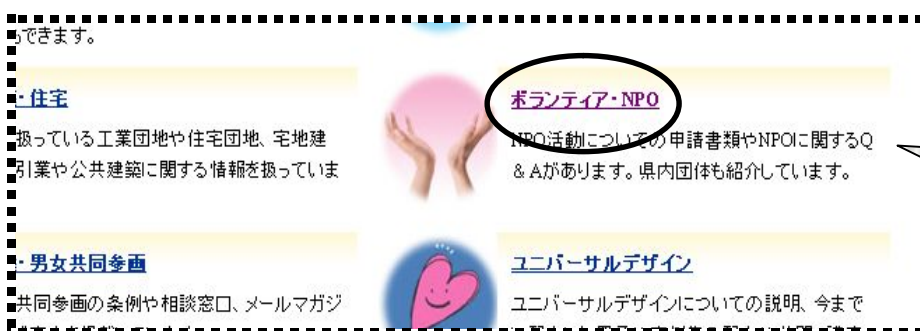 できます。
・住宅
扱っている工業団地や住宅団地、宅地建
引業や公共建築に関する情報を扱っていま
ボランティア・NPO
NPO活動についての申請書類やNPOに関するQ
＆Aがあります。県内団体も紹介しています。
・男女共同参画
共同参画の条例や相談窓口、メールマガジ
ユニバーサルデザイン
ユニバーサルデザインについての説明、今まで